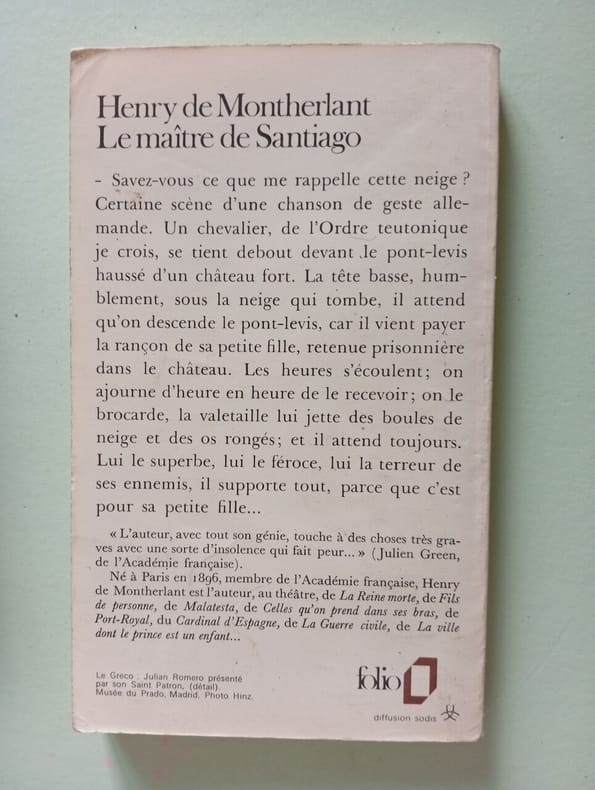 Henry de Montherlant
Le maître de Santiago
- Savez-vous ce que me rappelle cette neige ?
Certaine scène d'une chanson de geste alle-
mande. Un chevalier, de l'Ordre teutonique
je crois, se tient debout devant le pont-levis
haussé d'un château fort. La tête basse, hum-
blement, sous la neige qui tombe, il attend
qu'on descende le pont-levis, car il vient payer
la rançon de sa petite fille, retenue prisonnière
dans le château. Les heures s'écoulent ; on
ajourne d'heure en heure de le recevoir ; on le
brocarde, la valetaille lui jette des boules de
neige et des os rongés ; et il attend toujours.
Lui le superbe, lui le féroce, lui la terreur de
ses ennemis, il supporte tout, parce que c'est
pour sa petite fille...
« L'auteur, avec tout son génie, touche à des choses très gra-
ves avec une sorte d'insolence qui fait peur... » (Julien Green,
de l'Académie française).
Né à Paris en 1896, membre de l'Académie française, Henry
de Montherlant est l'auteur, au théâtre, de La Reine morte, de Fils
de personne, de Malatesta, de Celles qu'on prend dans ses bras, de
Port-Royal, du Cardinal d'Espagne, de La Guerre civile, de La ville
dont le prince est un enfant...
Le Greco : Julian Romero présenté
par son Saint Patron, (détail).
Musée du Prado, Madrid. Photo Hinz.
folio
diffusion sodis